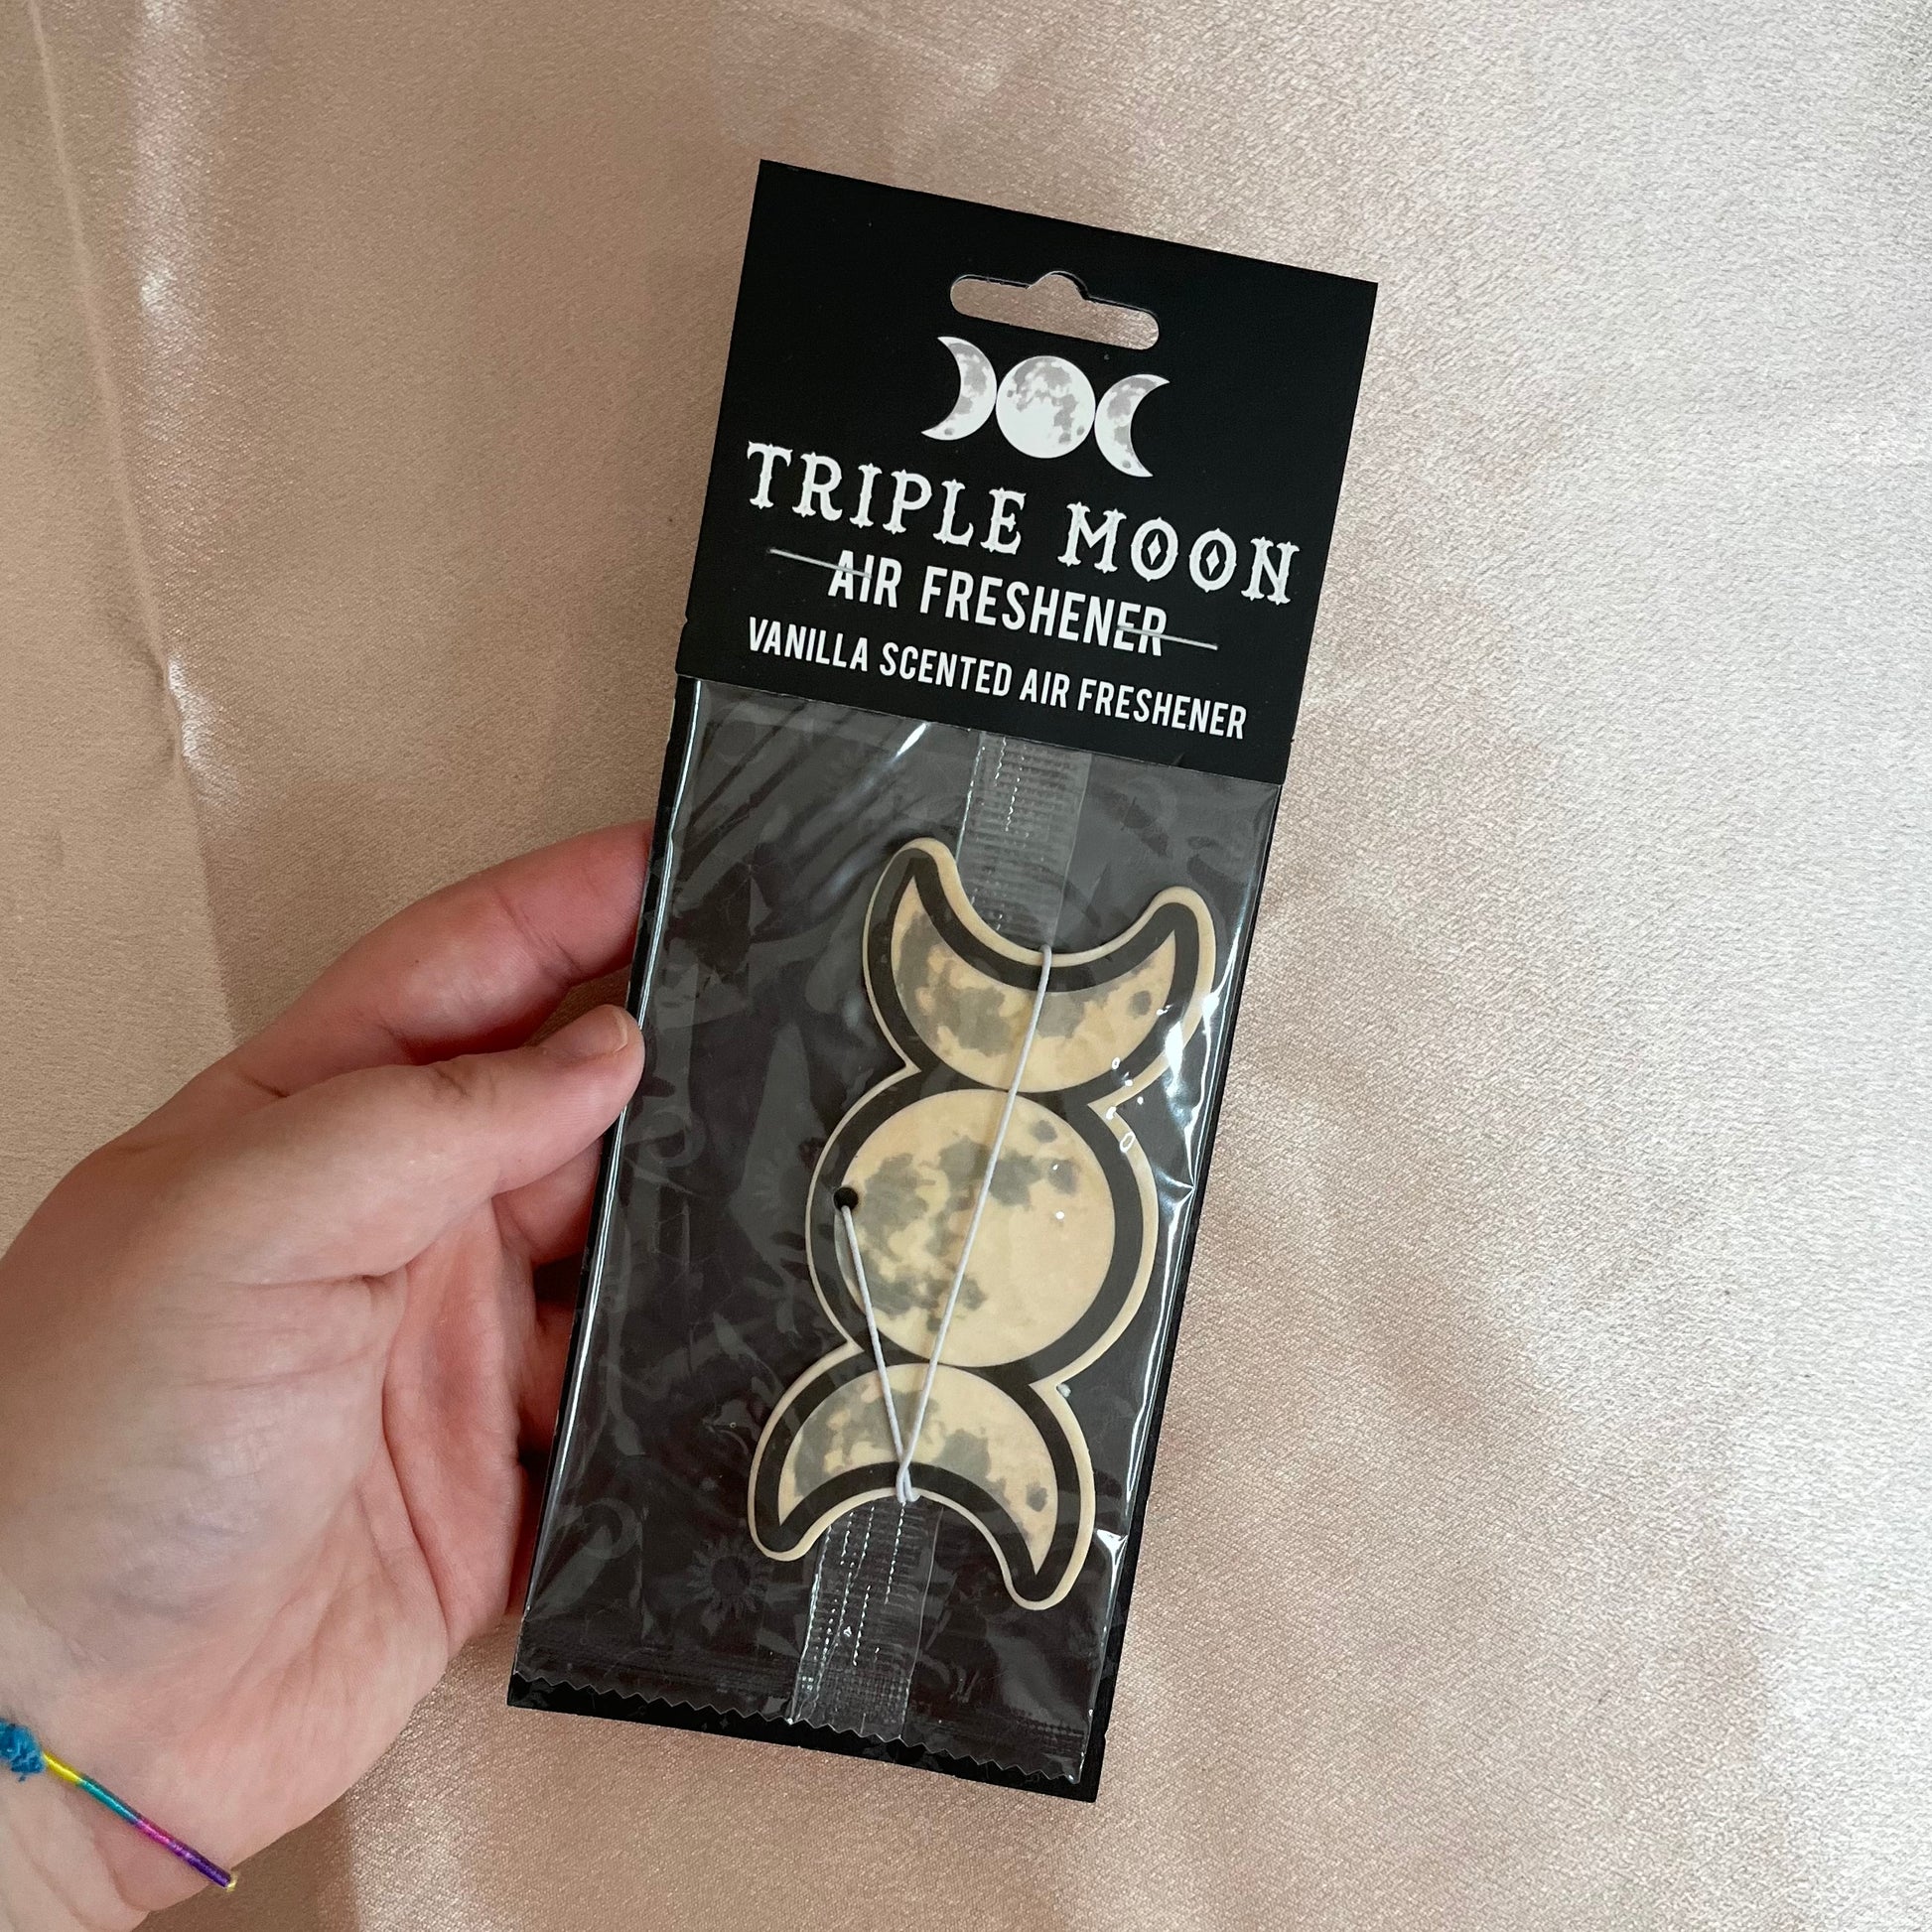 TRIPLE MOON
AIR FRESHENER
VANILLA SCENTED AIR FRESHENER